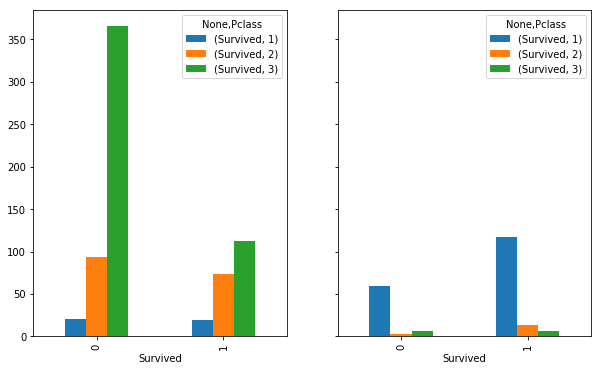 None,Pclass
(Survived, 1)
(Survived, 2)
(Survived, 3)
350
300
250
200
150
100
50
0
0
1
Survived
None,Pclass
(Survived, 1)
(Survived, 2)
(Survived, 3)
0
1
Survived